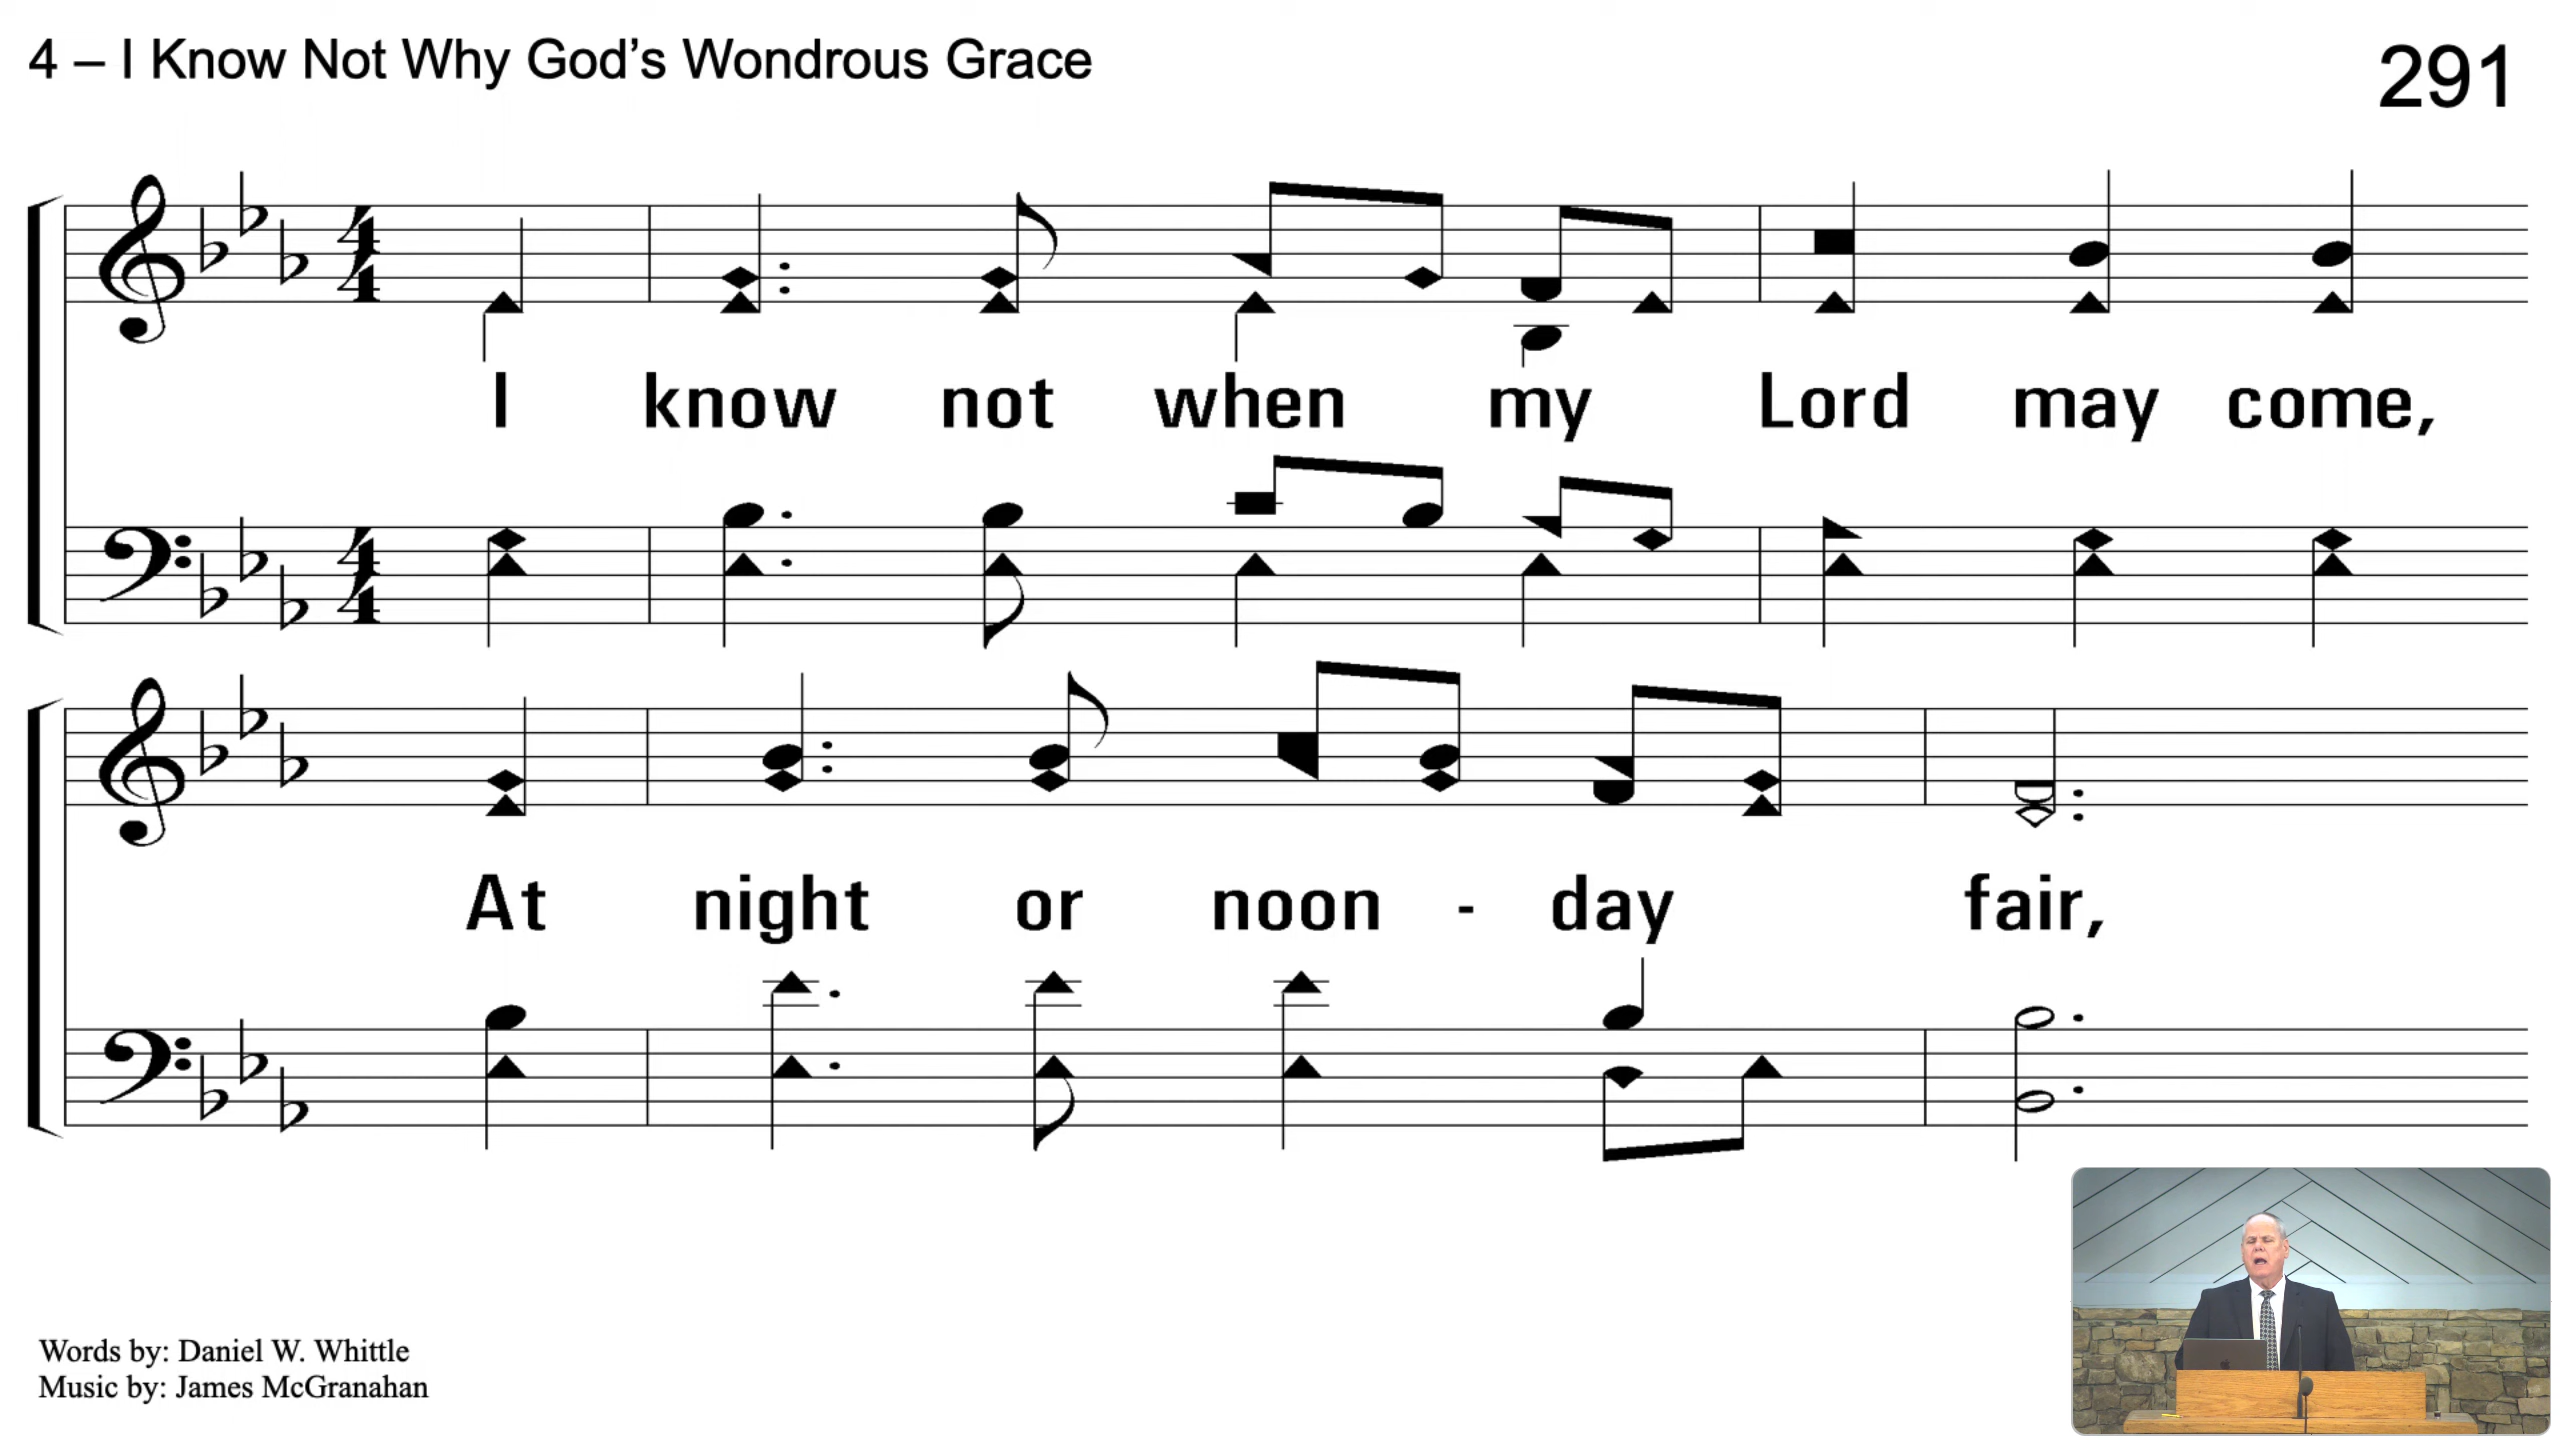 4 – I Know Not Why God’s Wondrous Grace
291
I know not when my Lord may come,
At night or noon - day fair,
Words by: Daniel W. Whittle
Music by: James McGranahan